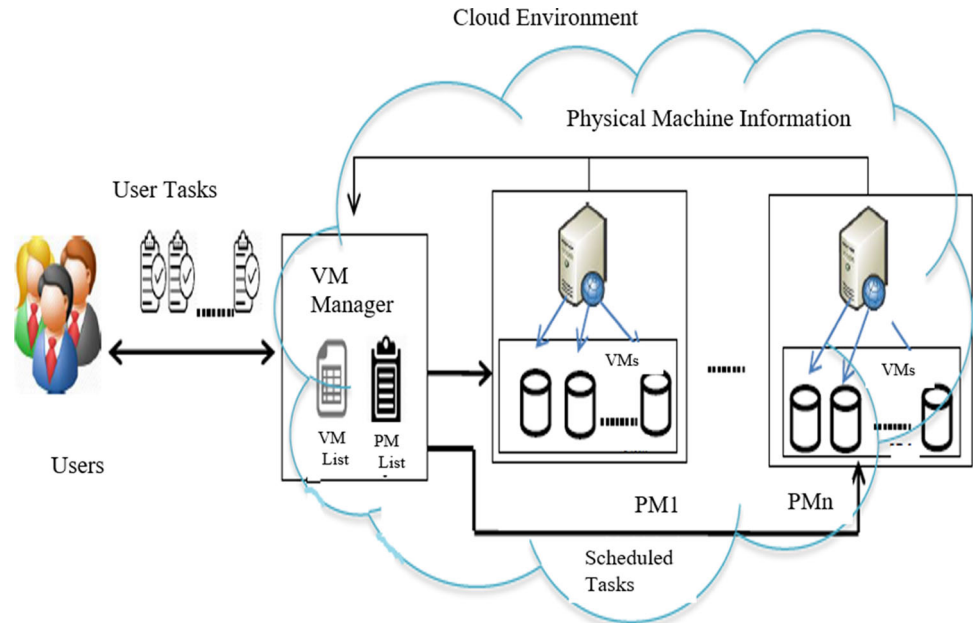 Cloud Environment
Physical Machine Information
User Tasks
VM
Manager
VM
List
PM
List
VMs
VMs
Users
PM1
PMn
Scheduled
Tasks